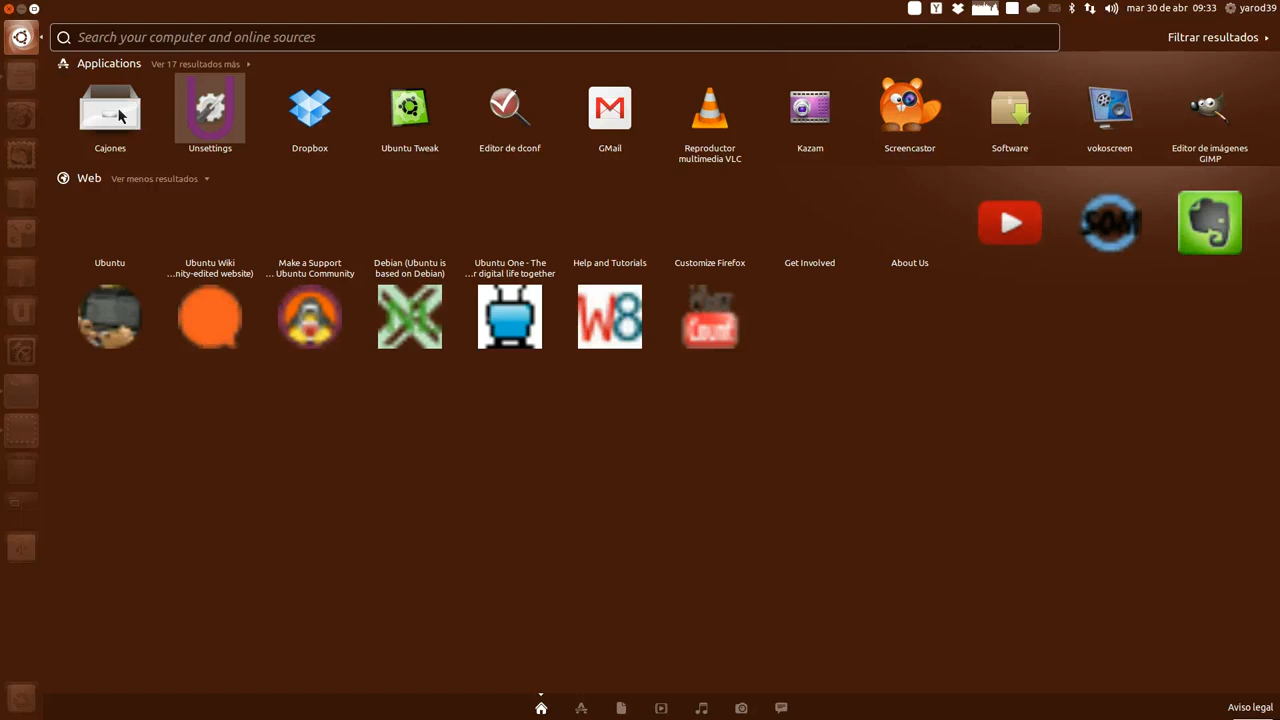 mar 30 de abr 09:33 yarod39
Search your computer and online sources
Filtrar resultados
Applications Ver 17 resultados más
Cajones
Unsettings
Dropbox
Ubuntu Tweak
Editor de dconf
GMail
Reproductor
multimedia VLC
Kazam
Screencastor
Software
vokoscreen
Editor de imágenes
GIMP
Web Ver menos resultados
SOM
Ubuntu
Ubuntu Wiki
...nity-edited website)
Make a Support
... Ubuntu Community
Debian (Ubuntu is
based on Debian)
Ubuntu One - The
...r digital life together
Help and Tutorials
Customize Firefox
Get Involved
About Us
W8
Count
Aviso legal